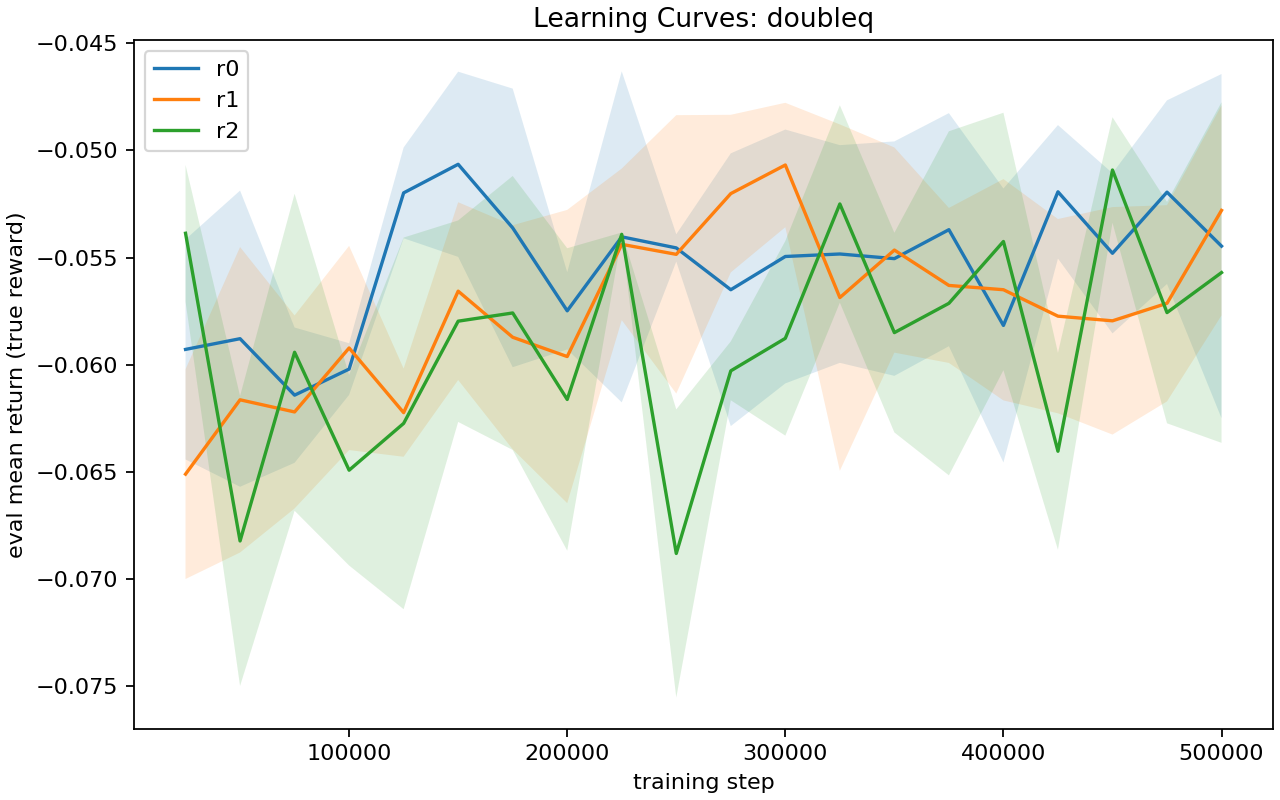 Learning Curves: doubleq
r0
r1
r2
eval mean return (true reward)
−0.045
−0.050
−0.055
−0.060
−0.065
−0.070
−0.075
100000
200000
300000
400000
500000
training step